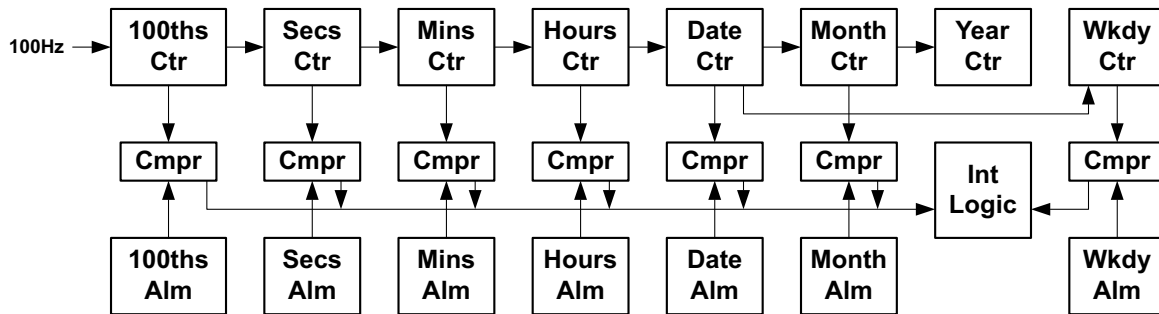 100Hz
100ths
Ctr
Secs
Ctr
Mins
Ctr
Hours
Ctr
Date
Ctr
Month
Ctr
Year
Ctr
Wkdy
Ctr
Cmpr
Cmpr
Cmpr
Cmpr
Cmpr
Cmpr
Int
Logic
Cmpr
100ths
Alm
Secs
Alm
Mins
Alm
Hours
Alm
Date
Alm
Month
Alm
Wkdy
Alm